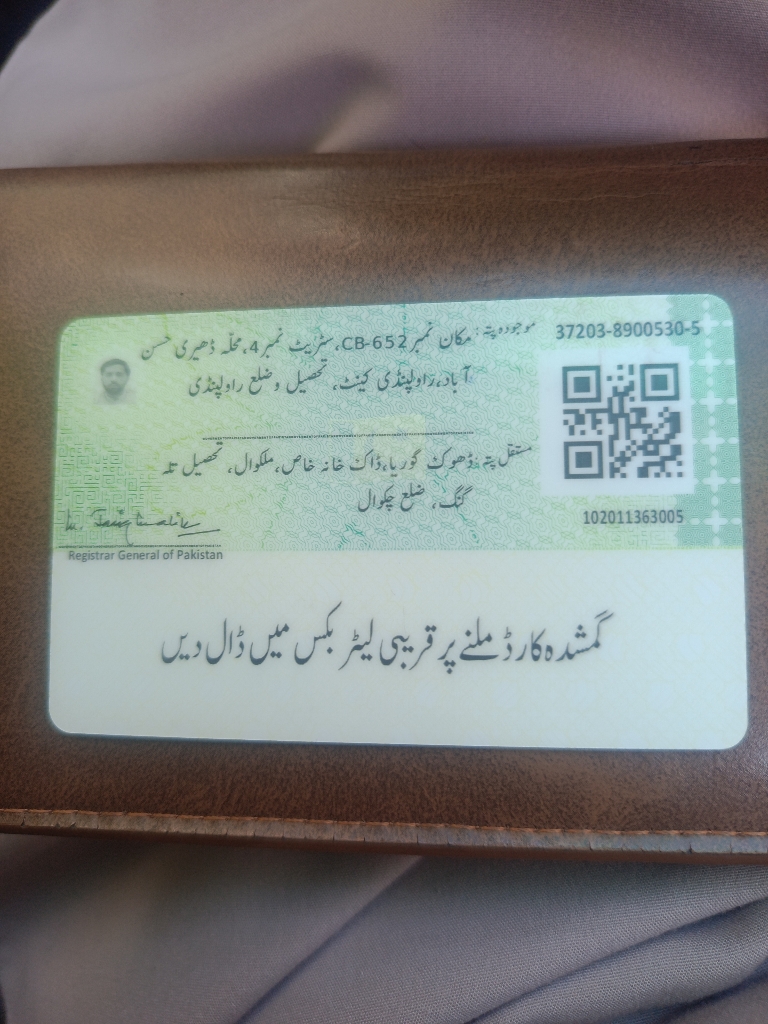 موجودہ پتہ: مکان نمبر CB-652، سٹریٹ نمبر 4، محلّہ ڈھیری حسن
آباد، راولپنڈی کینٹ، تحصیل و ضلع راولپنڈی
37203-8900530-5
مستقل پتہ: ڈھوک گوریا، ڈاک خانہ خاص، ملکوال، تحصیل تلہ
گنگ، ضلع چکوال
102011363005
Registrar General of Pakistan
گمشدہ کارڈ ملنے پر قریبی لیٹر بکس میں ڈال دیں